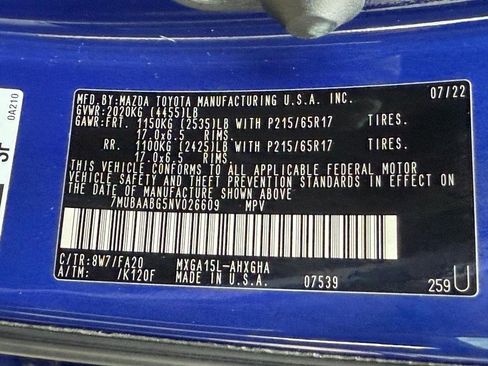 MFD.BY:MAZDA TOYOTA MANUFACTURING U.S.A. INC. 07/22
GVWR:2020KG (4455)LB
GAWR:FRT. 1150KG (2535)LB WITH P215/65R17 TIRES.
17.0x6.5 RIMS.
RR. 1100KG (2425)LB WITH P215/65R17 TIRES.
17.0x6.5 RIMS.
THIS VEHICLE CONFORMS TO ALL APPLICABLE FEDERAL MOTOR
VEHICLE SAFETY AND THEFT PREVENTION STANDARDS IN EFFECT ON
THE DATE OF MANUFACTURE SHOWN ABOVE.
7MUBAABG5NV026609 MPV
C/TR:8W7/FA20 MXGA15L-AHXGHA
A/TM: /K120F MADE IN U.S.A. 07539 259U
0A210